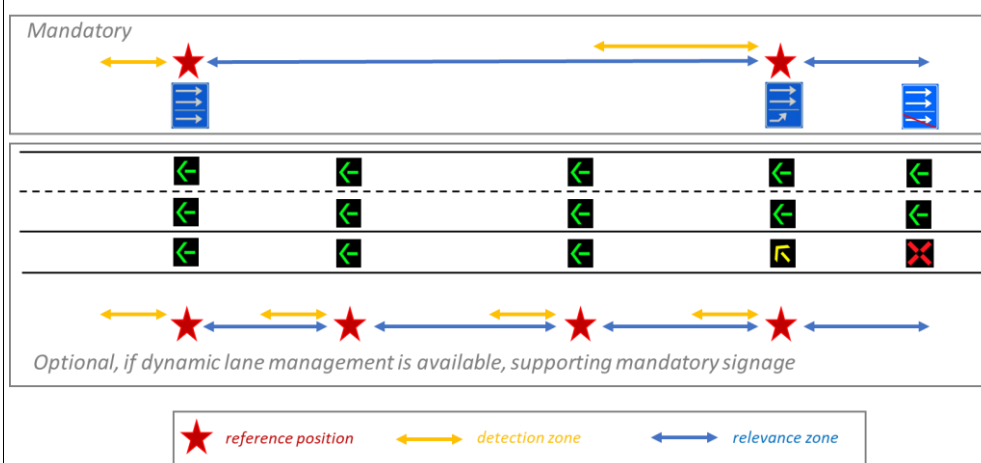 Mandatory
Optional, if dynamic lane management is available, supporting mandatory signage
reference position
detection zone
relevance zone